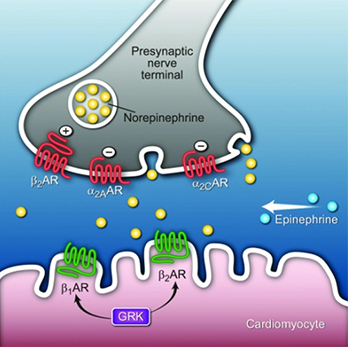 Presynaptic
nerve
terminal
Norepinephrine
+
−
−
β₂AR
α₂AAR
α₂CAR
Epinephrine
β₁AR
β₂AR
GRK
Cardiomyocyte